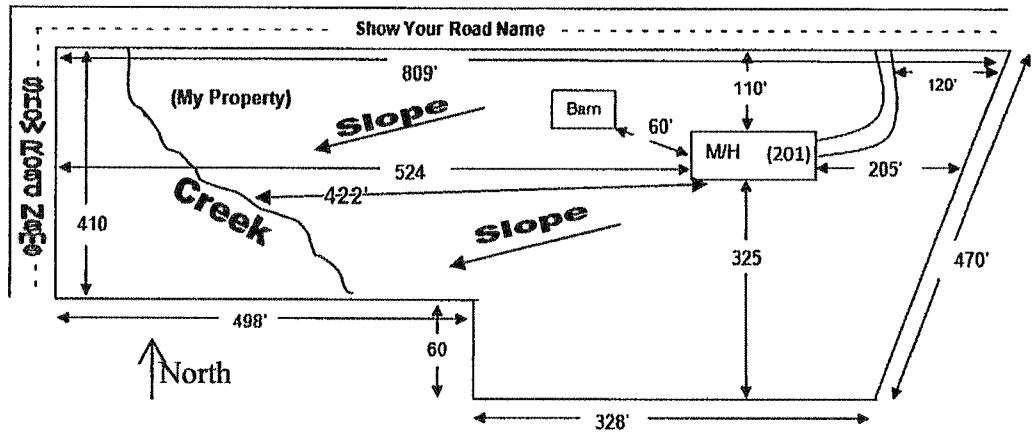 Show Your Road Name
Show Road Name
809'
120'
(My Property)
Slope
Barn
110'
60'
M/H (201)
524
205'
422'
Creek
410
Slope
325
470'
498'
60
North
328'